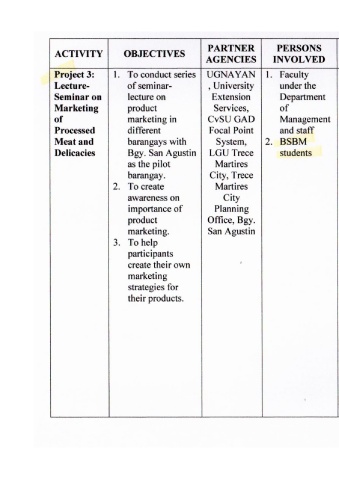 ACTIVITY
OBJECTIVES
PARTNER
AGENCIES
PERSONS
INVOLVED
Project 3:
Lecture-
Seminar on
Marketing
of
Processed
Meat and
Delicacies
1. To conduct series
of seminar-
lecture on
product
marketing in
different
barangays with
Bgy. San Agustin
as the pilot
barangay.
2. To create
awareness on
importance of
product
marketing.
3. To help
participants
create their own
marketing
strategies for
their products.
UGNAYAN
, University
Extension
Services,
CvSU GAD
Focal Point
System,
LGU Trece
Martires
City, Trece
Martires
City
Planning
Office, Bgy.
San Agustin
1. Faculty
under the
Department
of
Management
and staff
2. BSBM
students